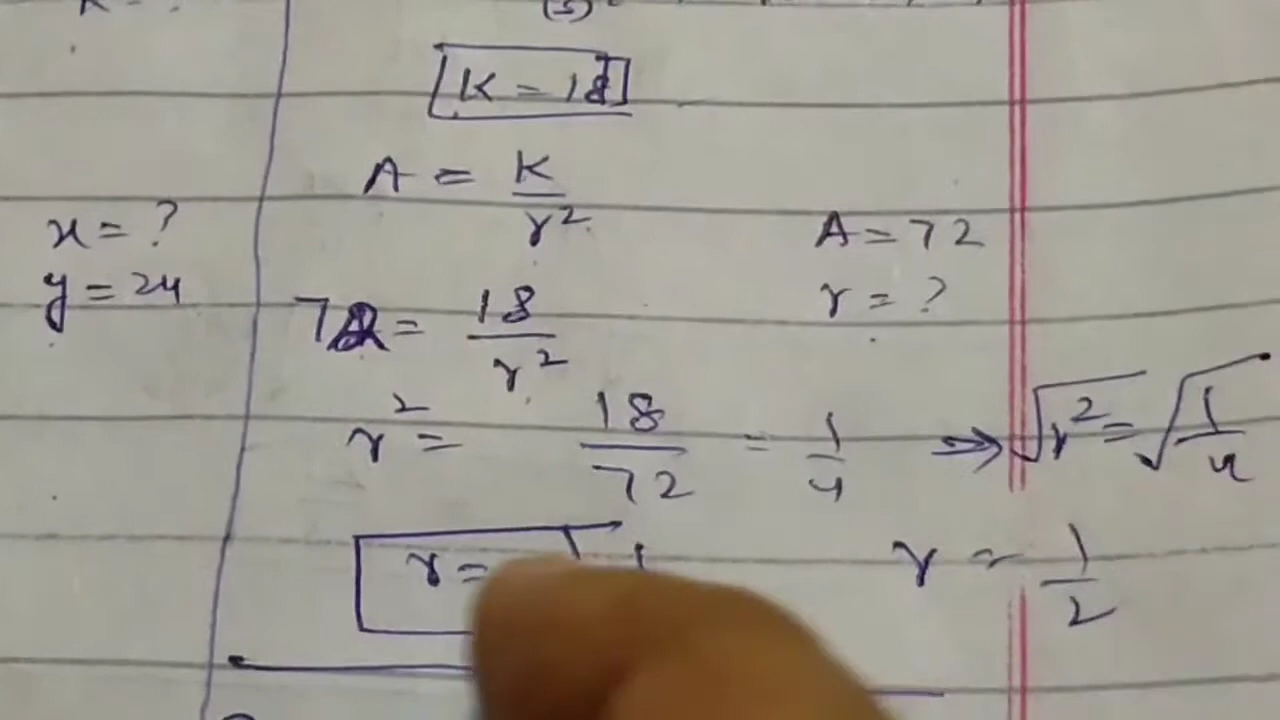 K = 18
A = K/r²
x = ?
A = 72
y = 24
r = ?
72 = 18/r²
r² = 18/72 = 1/4 ⇒ √r² = √1/4
r =
r = 1/2